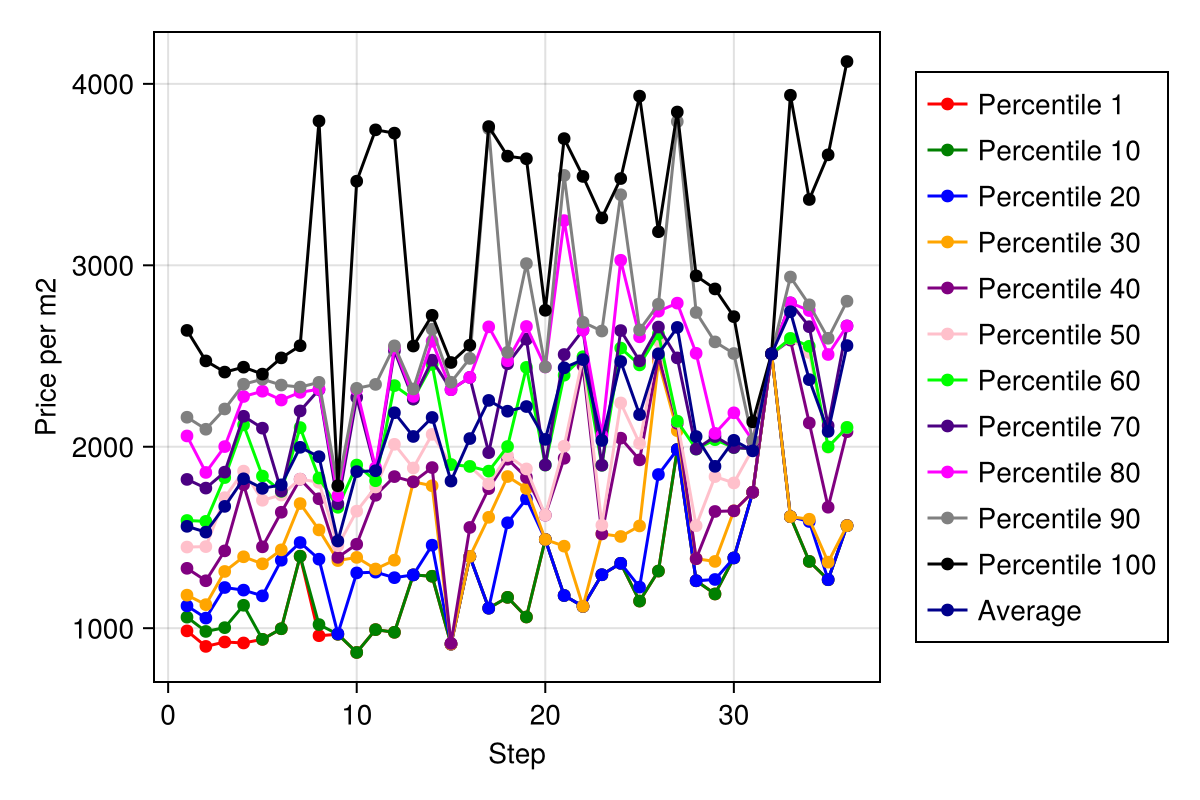 4000
3000
2000
1000
Price per m2
0
10
20
30
Step
Percentile 1
Percentile 10
Percentile 20
Percentile 30
Percentile 40
Percentile 50
Percentile 60
Percentile 70
Percentile 80
Percentile 90
Percentile 100
Average